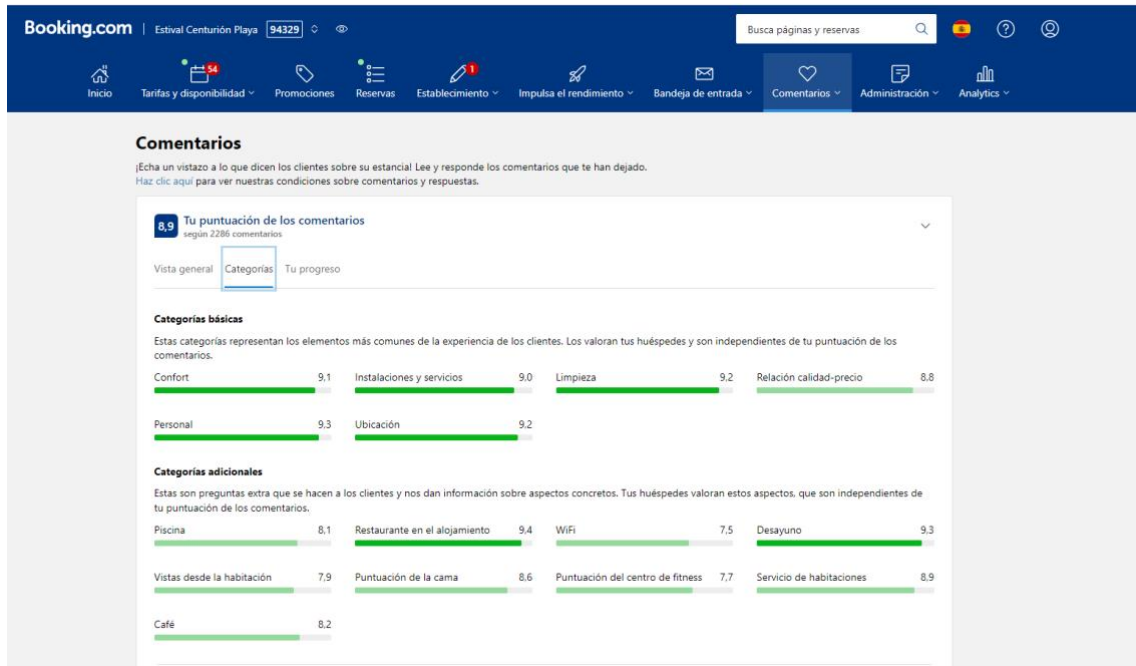 Booking.com | Estival Centurión Playa 94329
Busca páginas y reservas
54
1
Inicio Tarifas y disponibilidad Promociones Reservas Establecimiento Impulsa el rendimiento Bandeja de entrada Comentarios Administración Analytics
Comentarios
¡Echa un vistazo a lo que dicen los clientes sobre su estancia! Lee y responde los comentarios que te han dejado.
Haz clic aquí para ver nuestras condiciones sobre comentarios y respuestas.
8,9 Tu puntuación de los comentarios
según 2286 comentarios
Vista general Categorías Tu progreso
Categorías básicas
Estas categorías representan los elementos más comunes de la experiencia de los clientes. Los valoran tus huéspedes y son independientes de tu puntuación de los
comentarios.
Confort 9,1 Instalaciones y servicios 9,0 Limpieza 9,2 Relación calidad-precio 8,8
Personal 9,3 Ubicación 9,2
Categorías adicionales
Estas son preguntas extra que se hacen a los clientes y nos dan información sobre aspectos concretos. Tus huéspedes valoran estos aspectos, que son independientes de
tu puntuación de los comentarios.
Piscina 8,1 Restaurante en el alojamiento 9,4 WiFi 7,5 Desayuno 9,3
Vistas desde la habitación 7,9 Puntuación de la cama 8,6 Puntuación del centro de fitness 7,7 Servicio de habitaciones 8,9
Café 8,2